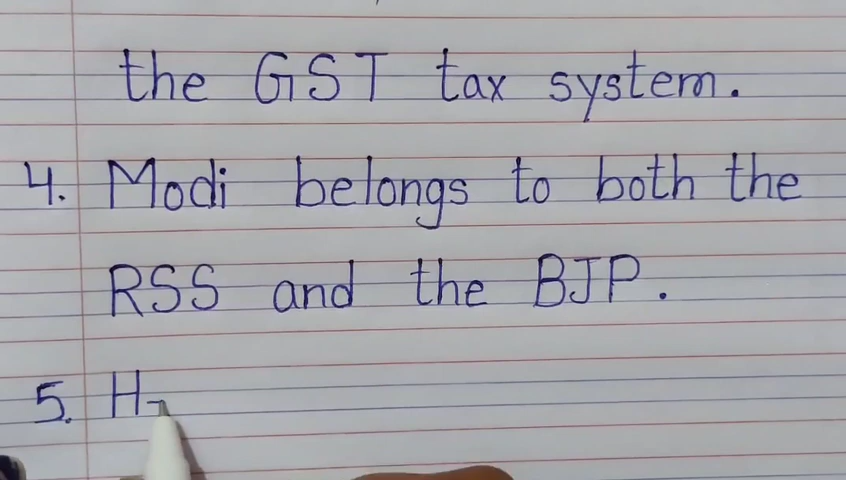 the GST tax system.
4. Modi belongs to both the
RSS and the BJP.
5. H